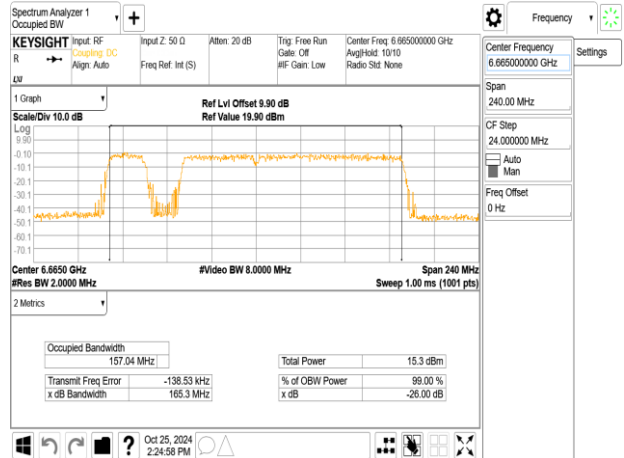 Spectrum Analyzer 1
Occupied BW
Frequency
KEYSIGHT
Input: RF
Input Z: 50 Ω
Atten: 20 dB
Trig: Free Run
Center Freq: 6.665000000 GHz
R
Coupling: DC
Gate: Off
Avg|Hold: 10/10
Align: Auto
Freq Ref: Int (S)
#IF Gain: Low
Radio Std: None
1 Graph
Ref Lvl Offset 9.90 dB
Scale/Div 10.0 dB
Ref Value 19.90 dBm
Log
9.90
-0.10
-10.1
-20.1
-30.1
-40.1
-50.1
-60.1
-70.1
Center 6.6650 GHz
#Video BW 8.0000 MHz
Span 240 MHz
#Res BW 2.0000 MHz
Sweep 1.00 ms (1001 pts)
2 Metrics
Occupied Bandwidth
157.04 MHz
Total Power
15.3 dBm
Transmit Freq Error
-138.53 kHz
% of OBW Power
99.00 %
x dB Bandwidth
165.3 MHz
x dB
-26.00 dB
Oct 25, 2024
2:24:58 PM
Center Frequency
6.665000000 GHz
Settings
Span
240.00 MHz
CF Step
24.000000 MHz
Auto
Man
Freq Offset
0 Hz